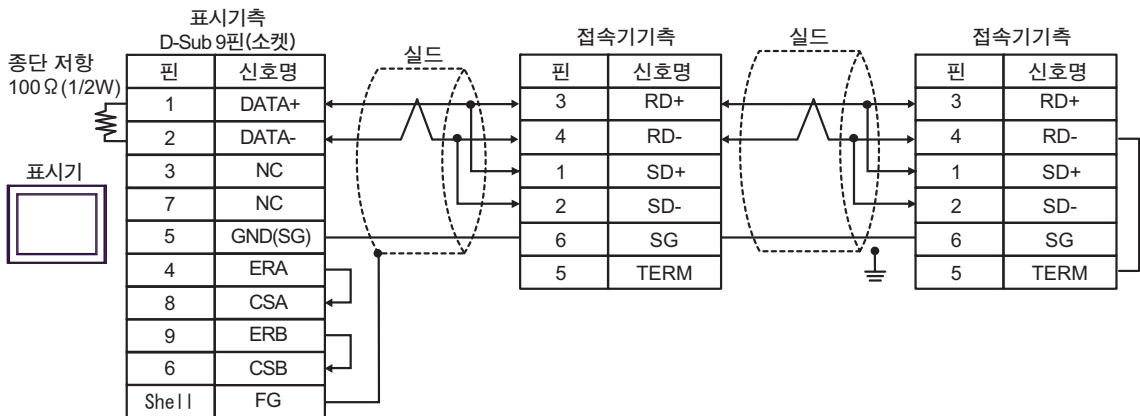 표시기측
D-Sub 9핀(소켓)
종단 저항
100Ω(1/2W)
표시기
핀 신호명
1 DATA+
2 DATA-
3 NC
7 NC
5 GND(SG)
4 ERA
8 CSA
9 ERB
6 CSB
Shell FG
실드
접속기기측
핀 신호명
3 RD+
4 RD-
1 SD+
2 SD-
6 SG
5 TERM
실드
접속기기측
핀 신호명
3 RD+
4 RD-
1 SD+
2 SD-
6 SG
5 TERM